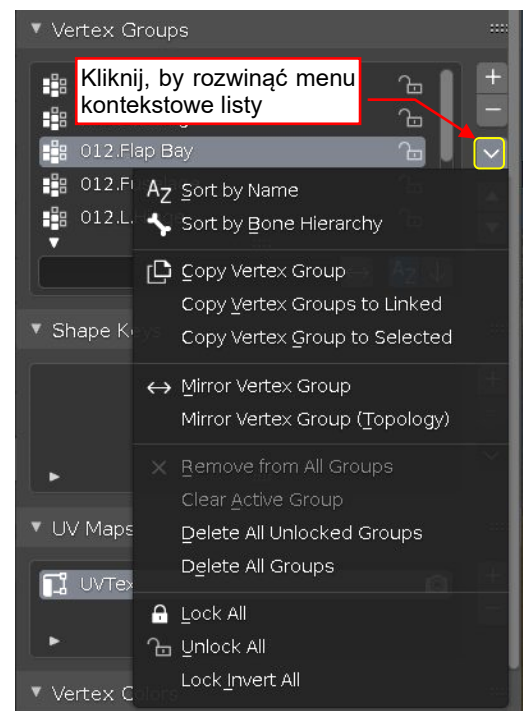 Vertex Groups
Kliknij, by rozwinąć menu
kontekstowe listy
012.Flap Bay
012.Fu
012.L.
Sort by Name
Sort by Bone Hierarchy
Copy Vertex Group
Copy Vertex Groups to Linked
Shape K
Copy Vertex Group to Selected
Mirror Vertex Group
Mirror Vertex Group (Topology)
Remove from All Groups
Clear Active Group
UV Maps
Delete All Unlocked Groups
Delete All Groups
UVTex
Lock All
Unlock All
Lock Invert All
Vertex C